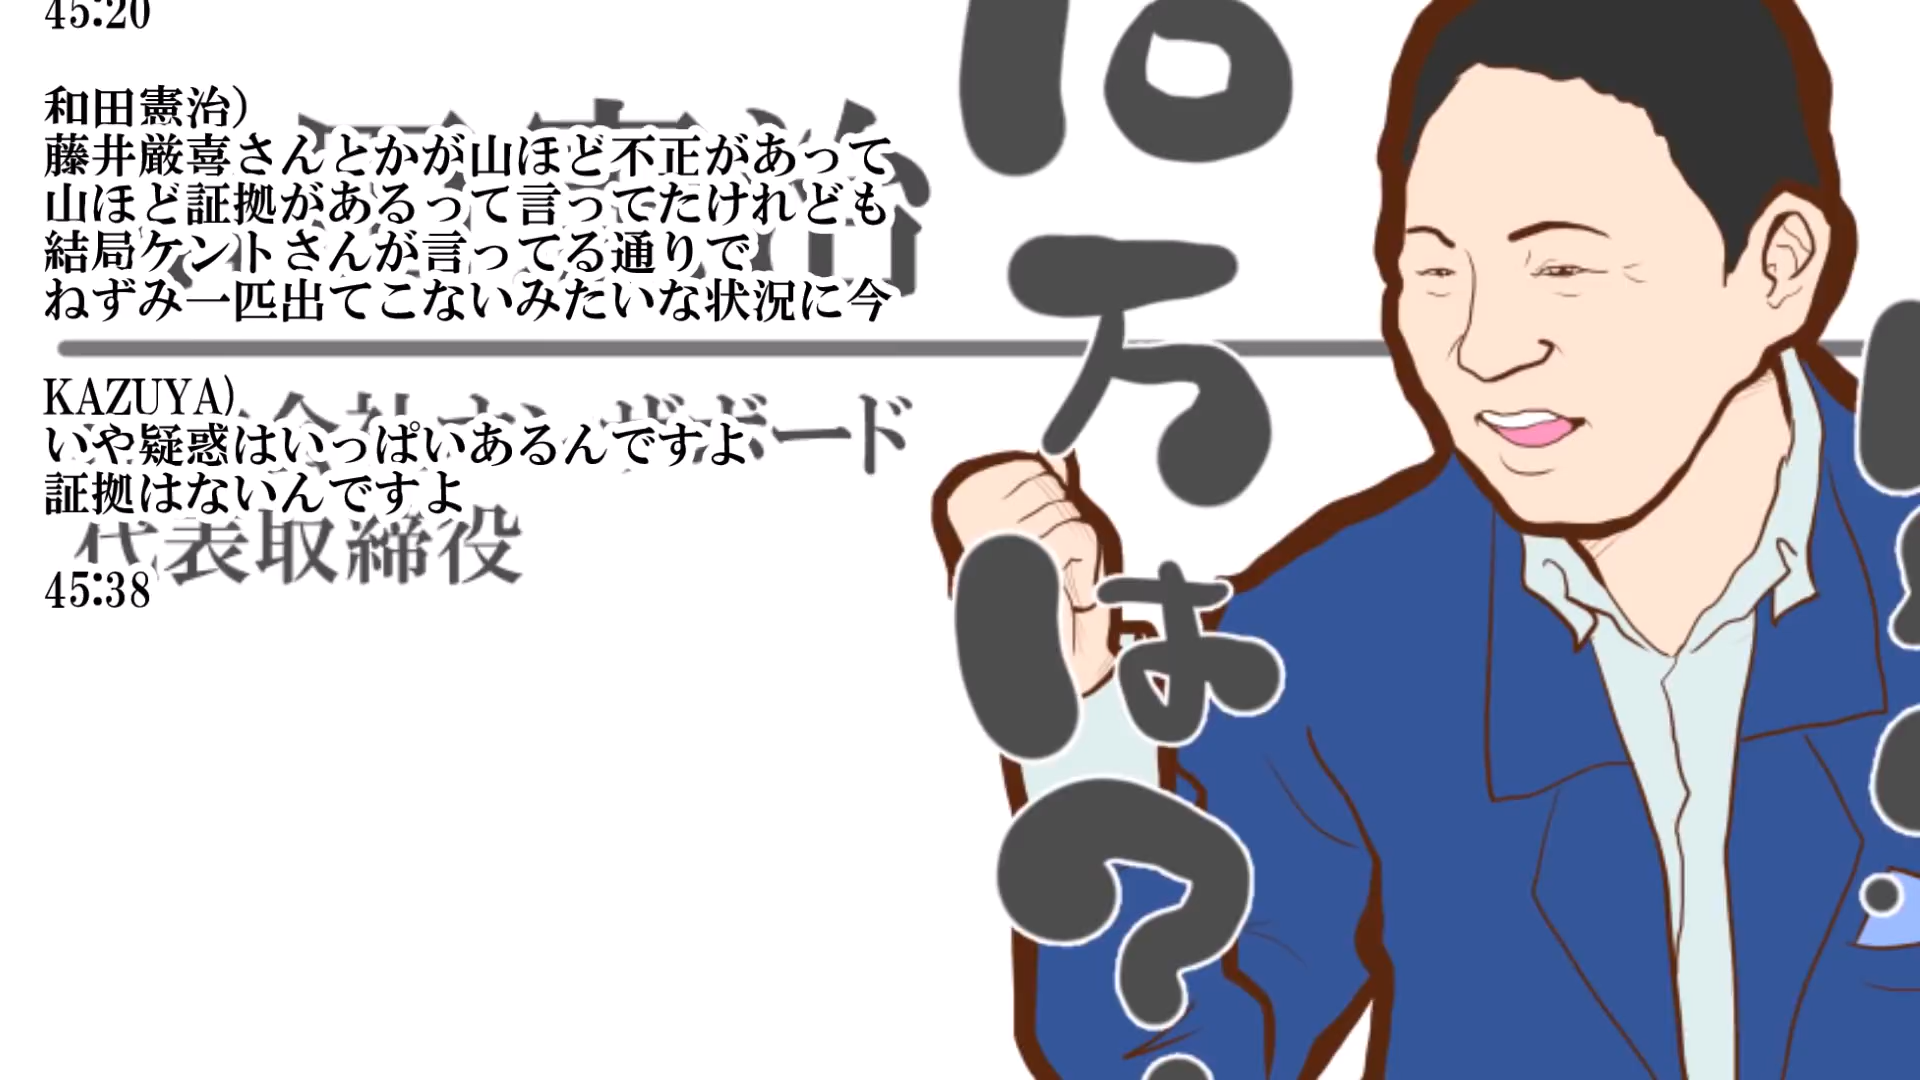 45:20
和田憲治)
藤井厳喜さんとかが山ほど不正があって
山ほど証拠があるって言ってたけれども
結局ケントさんが言ってる通りで
ねずみ一匹出てこないみたいな状況に今
KAZUYA)
いや疑惑はいっぱいあるんですよ
証拠はないんですよ
45:38
代表取締役
10
万
は?